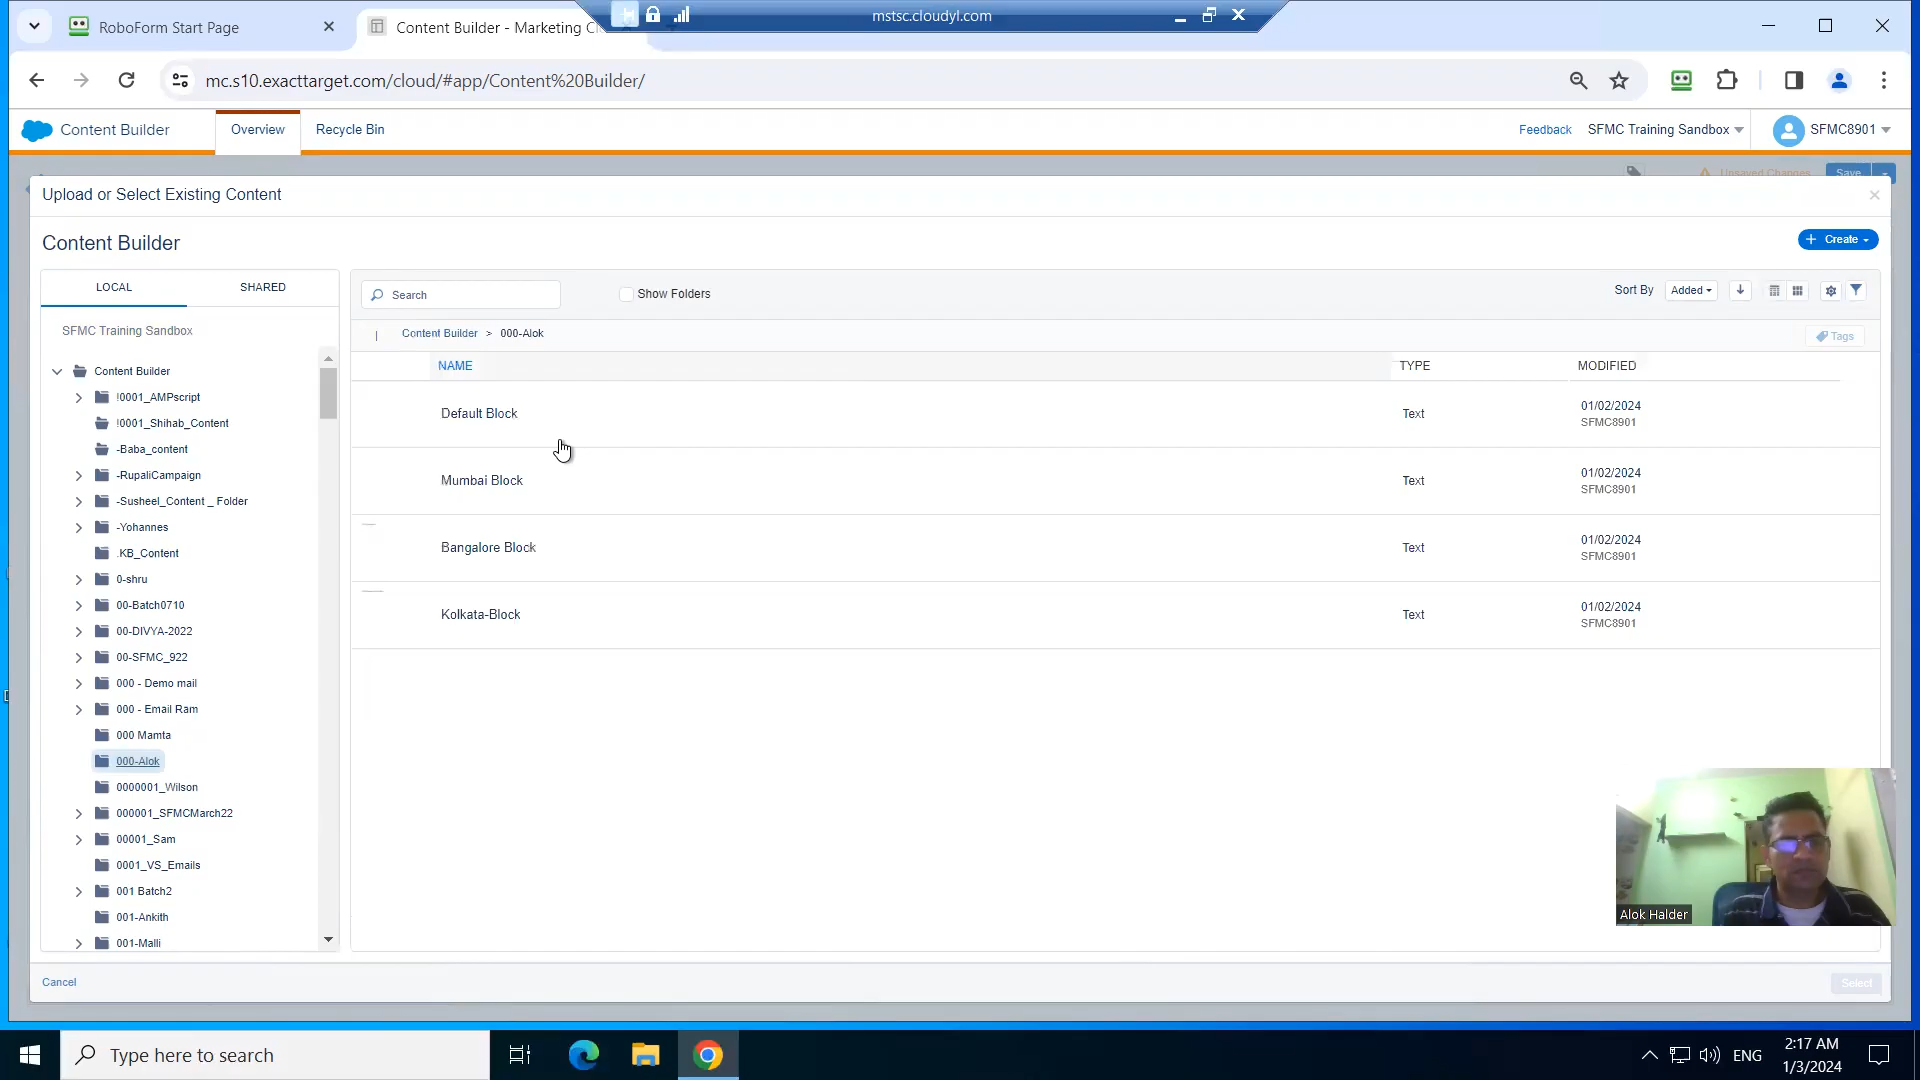 RoboForm Start Page
Content Builder - Marketing Cl
mstsc.cloudyl.com
mc.s10.exacttarget.com/cloud/#app/Content%20Builder/
Content Builder
Overview
Recycle Bin
Feedback
SFMC Training Sandbox
SFMC8901
Unsaved Changes
Save
Upload or Select Existing Content
Content Builder
Create
LOCAL
SHARED
Search
Show Folders
Sort By
Added
SFMC Training Sandbox
Content Builder > 000-Alok
Tags
NAME
TYPE
MODIFIED
Content Builder
!0001_AMPscript
!0001_Shihab_Content
-Baba_content
-RupaliCampaign
-Susheel_Content _ Folder
-Yohannes
.KB_Content
0-shru
00-Batch0710
00-DIVYA-2022
00-SFMC_922
000 - Demo mail
000 - Email Ram
000 Mamta
000-Alok
0000001_Wilson
000001_SFMCMarch22
00001_Sam
0001_VS_Emails
001 Batch2
001-Ankith
001-Malli
Default Block
Text
01/02/2024
SFMC8901
Mumbai Block
Text
01/02/2024
SFMC8901
Bangalore Block
Text
01/02/2024
SFMC8901
Kolkata-Block
Text
01/02/2024
SFMC8901
Alok Halder
Cancel
Select
Type here to search
ENG
2:17 AM
1/3/2024